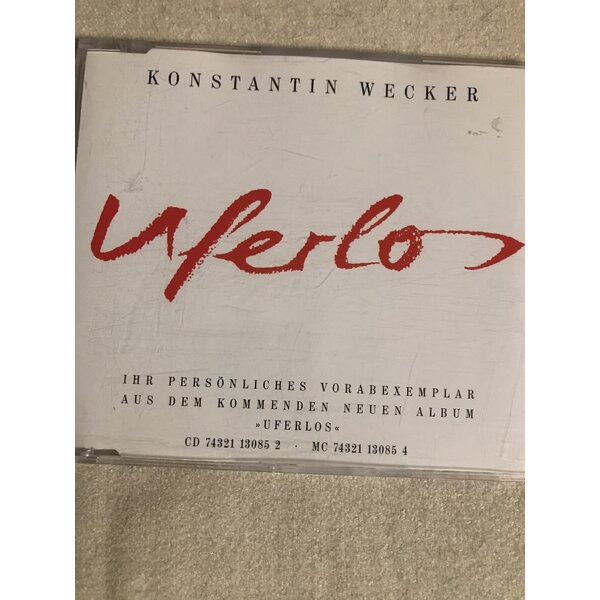 KONSTANTIN WECKER
Uferlos
IHR PERSÖNLICHES VORABEXEMPLAR
AUS DEM KOMMENDEN NEUEN ALBUM
»UFERLOS«
CD 74321 13085 2 · MC 74321 13085 4